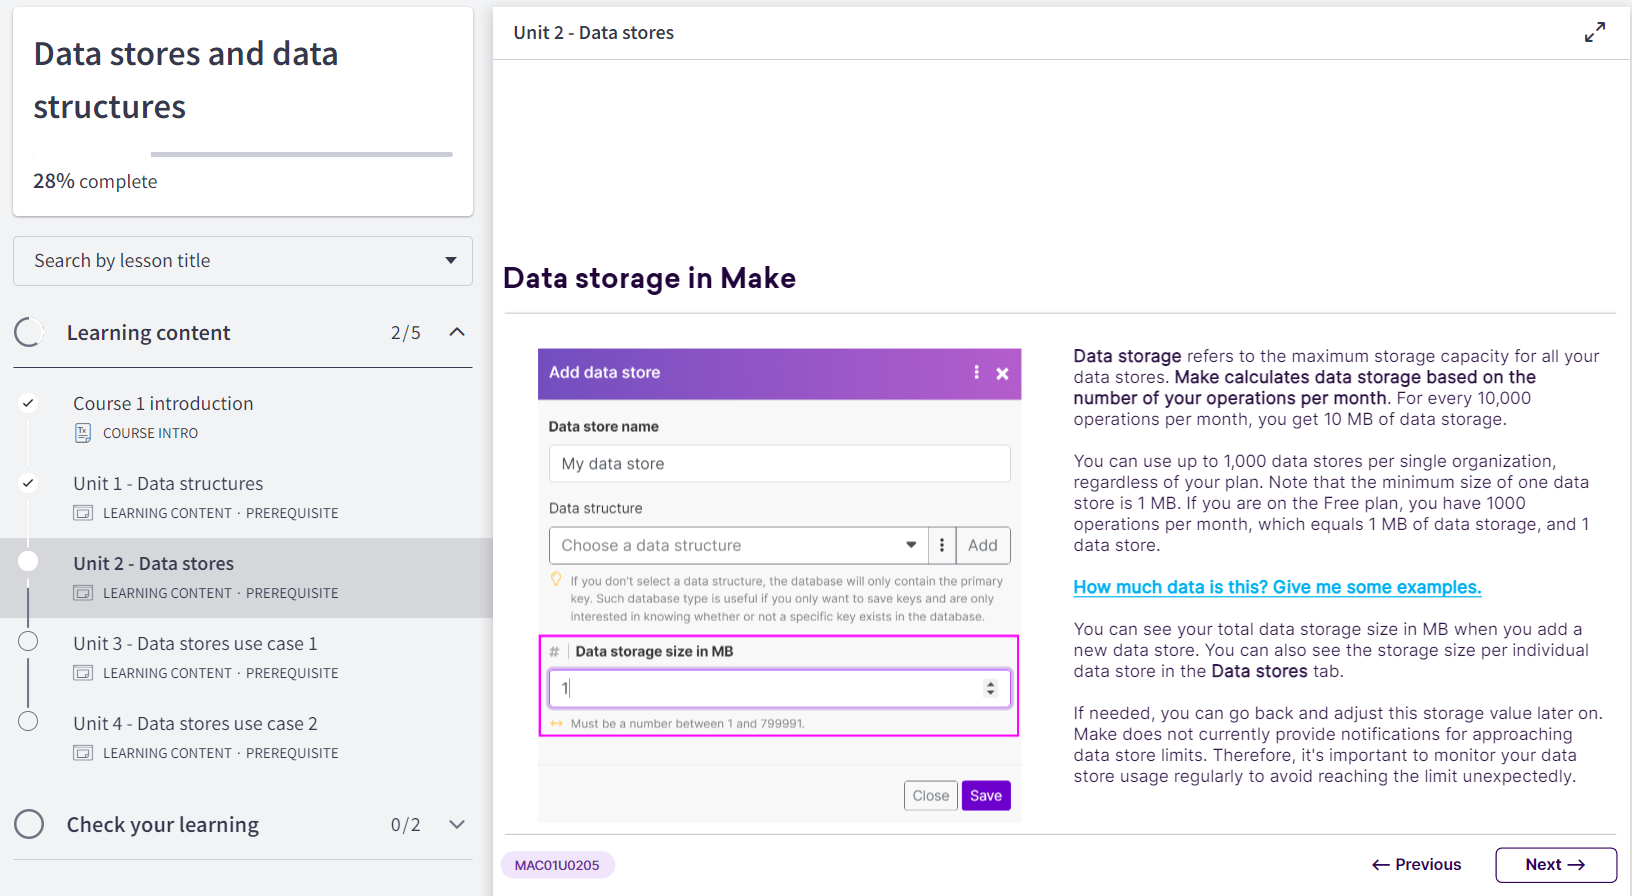 Data stores and data
structures
28% complete
Search by lesson title
Learning content 2/5
Course 1 introduction
COURSE INTRO
Unit 1 - Data structures
LEARNING CONTENT · PREREQUISITE
Unit 2 - Data stores
LEARNING CONTENT · PREREQUISITE
Unit 3 - Data stores use case 1
LEARNING CONTENT · PREREQUISITE
Unit 4 - Data stores use case 2
LEARNING CONTENT · PREREQUISITE
Check your learning 0/2
Unit 2 - Data stores
Data storage in Make
Add data store
Data store name
My data store
Data structure
Choose a data structure
Add
If you don't select a data structure, the database will only contain the primary
key. Such database type is useful if you only want to save keys and are only
interested in knowing whether or not a specific key exists in the database.
# Data storage size in MB
1
Must be a number between 1 and 799991.
Close Save
Data storage refers to the maximum storage capacity for all your
data stores. Make calculates data storage based on the
number of your operations per month. For every 10,000
operations per month, you get 10 MB of data storage.
You can use up to 1,000 data stores per single organization,
regardless of your plan. Note that the minimum size of one data
store is 1 MB. If you are on the Free plan, you have 1000
operations per month, which equals 1 MB of data storage, and 1
data store.
How much data is this? Give me some examples.
You can see your total data storage size in MB when you add a
new data store. You can also see the storage size per individual
data store in the Data stores tab.
If needed, you can go back and adjust this storage value later on.
Make does not currently provide notifications for approaching
data store limits. Therefore, it's important to monitor your data
store usage regularly to avoid reaching the limit unexpectedly.
MAC01U0205
← Previous
Next →